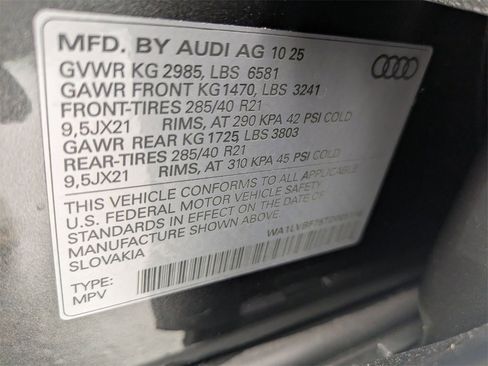 MFD. BY AUDI AG 10 25
GVWR KG 2985, LBS 6581
GAWR FRONT KG1470, LBS 3241
FRONT-TIRES 285/40 R21
9,5JX21 RIMS, AT 290 KPA 42 PSI COLD
GAWR REAR KG 1725 LBS 3803
REAR-TIRES 285/40 R21
9,5JX21 RIMS, AT 310 KPA 45 PSI COLD
THIS VEHICLE CONFORMS TO ALL APPLICABLE
U.S. FEDERAL MOTOR VEHICLE SAFETY
STANDARDS IN EFFECT ON THE DATE OF
MANUFACTURE SHOWN ABOVE.
SLOVAKIA
TYPE:
MPV